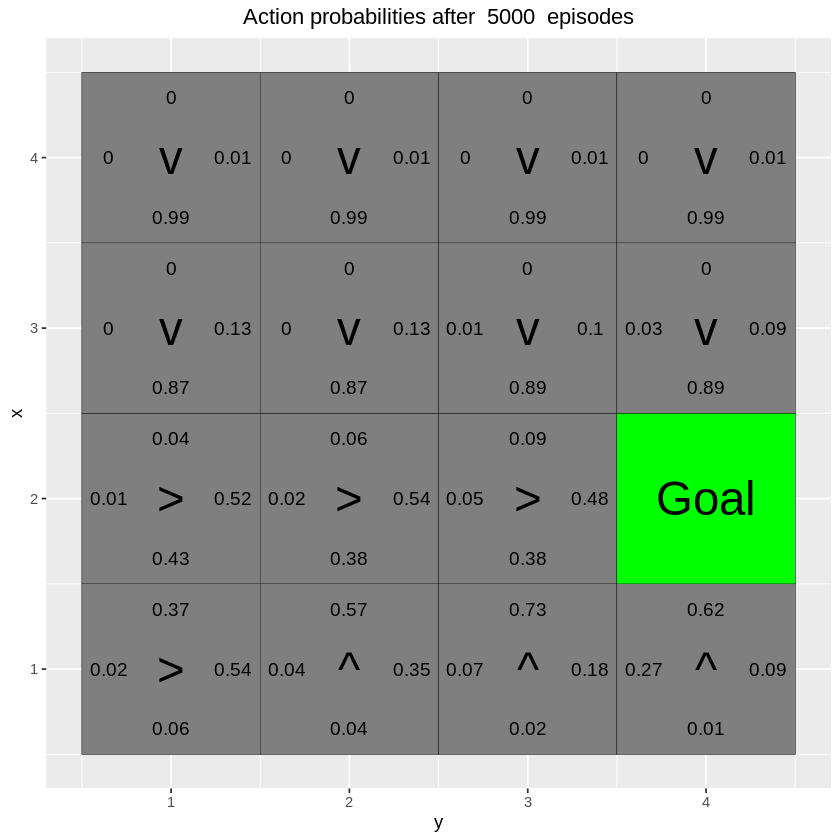 Action probabilities after 5000 episodes
0 0 0 0
4 0 v 0.01 0 v 0.01 0 v 0.01 0 v 0.01
0.99 0.99 0.99 0.99
0 0 0 0
3 0 v 0.13 0 v 0.13 0.01 v 0.1 0.03 v 0.09
0.87 0.87 0.89 0.89
x
0.04 0.06 0.09
2 0.01 > 0.52 0.02 > 0.54 0.05 > 0.48 Goal
0.43 0.38 0.38
0.37 0.57 0.73 0.62
1 0.02 > 0.54 0.04 ^ 0.35 0.07 ^ 0.18 0.27 ^ 0.09
0.06 0.04 0.02 0.01
1 2 3 4
y